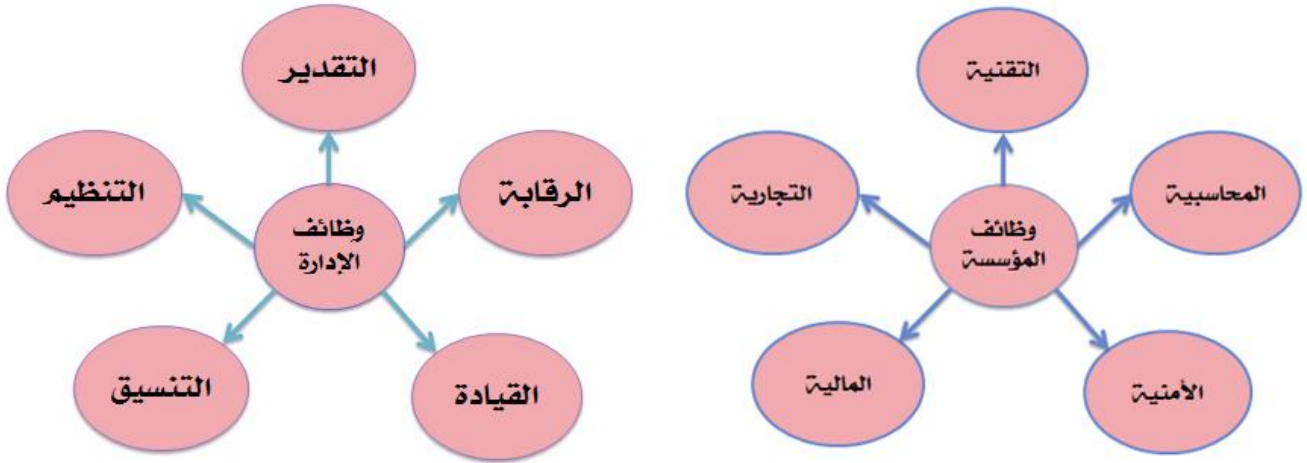 التقنية
المحاسبية
التجارية
وظائف
المؤسسة
الأمنية
المالية
التقدير
الرقابة
التنظيم
وظائف
الإدارة
القيادة
التنسيق